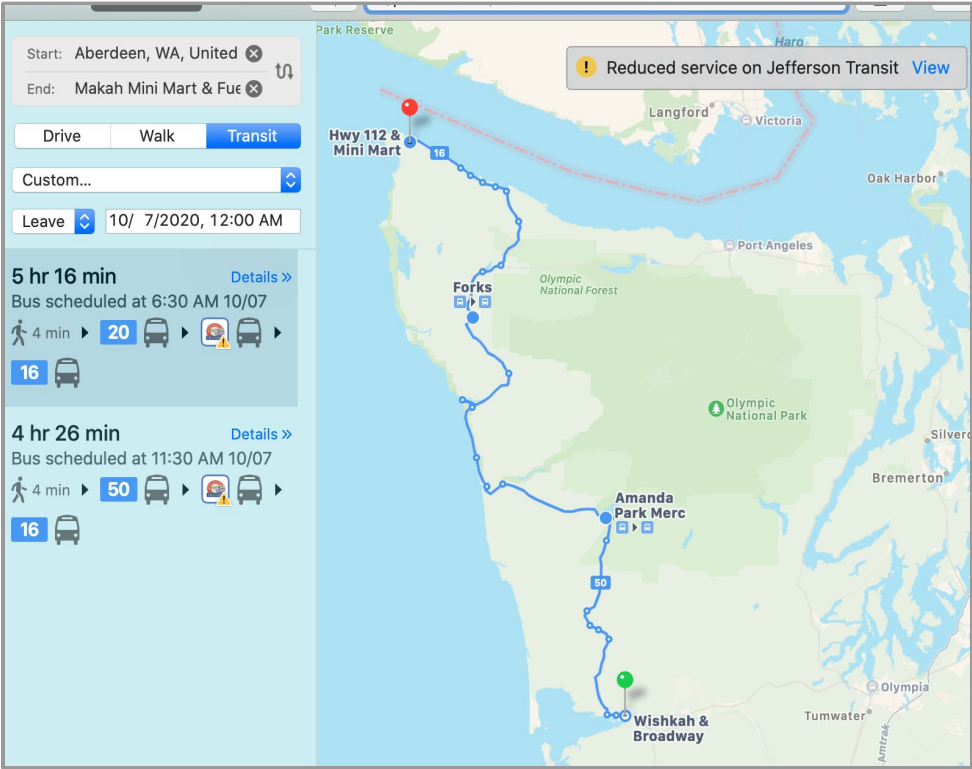 Park Reserve
Haro
Start: Aberdeen, WA, United
End: Makah Mini Mart & Fue
Reduced service on Jefferson Transit View
Drive Walk Transit
Langford
Victoria
Hwy 112 &
Mini Mart
16
Custom...
Oak Harbor
Leave 10/ 7/2020, 12:00 AM
Port Angeles
5 hr 16 min Details »
Bus scheduled at 6:30 AM 10/07
4 min 20
16
Forks
Olympic
National Forest
Olympic
National Park
4 hr 26 min Details »
Bus scheduled at 11:30 AM 10/07
4 min 50
16
Silverd
Bremerton
Amanda
Park Merc
50
Olympia
Tumwater
Wishkah &
Broadway
Amtrak